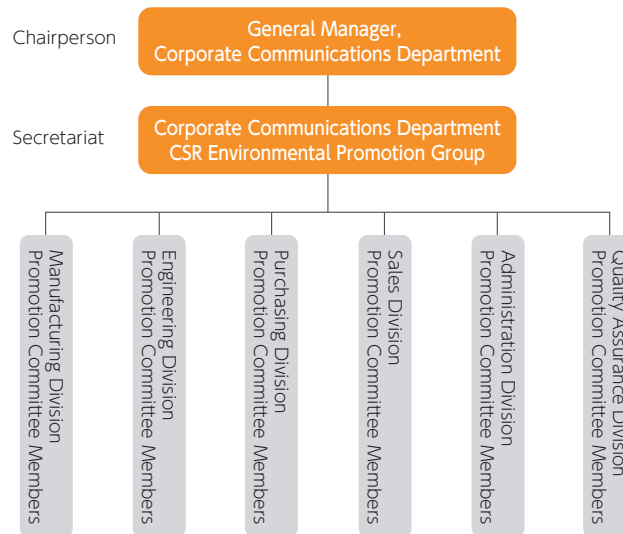 Chairperson
General Manager,
Corporate Communications Department
Secretariat
Corporate Communications Department
CSR Environmental Promotion Group
Manufacturing Division
Promotion Committee Members
Engineering Division
Promotion Committee Members
Purchasing Division
Promotion Committee Members
Sales Division
Promotion Committee Members
Administration Division
Promotion Committee Members
Quality Assurance Division
Promotion Committee Members